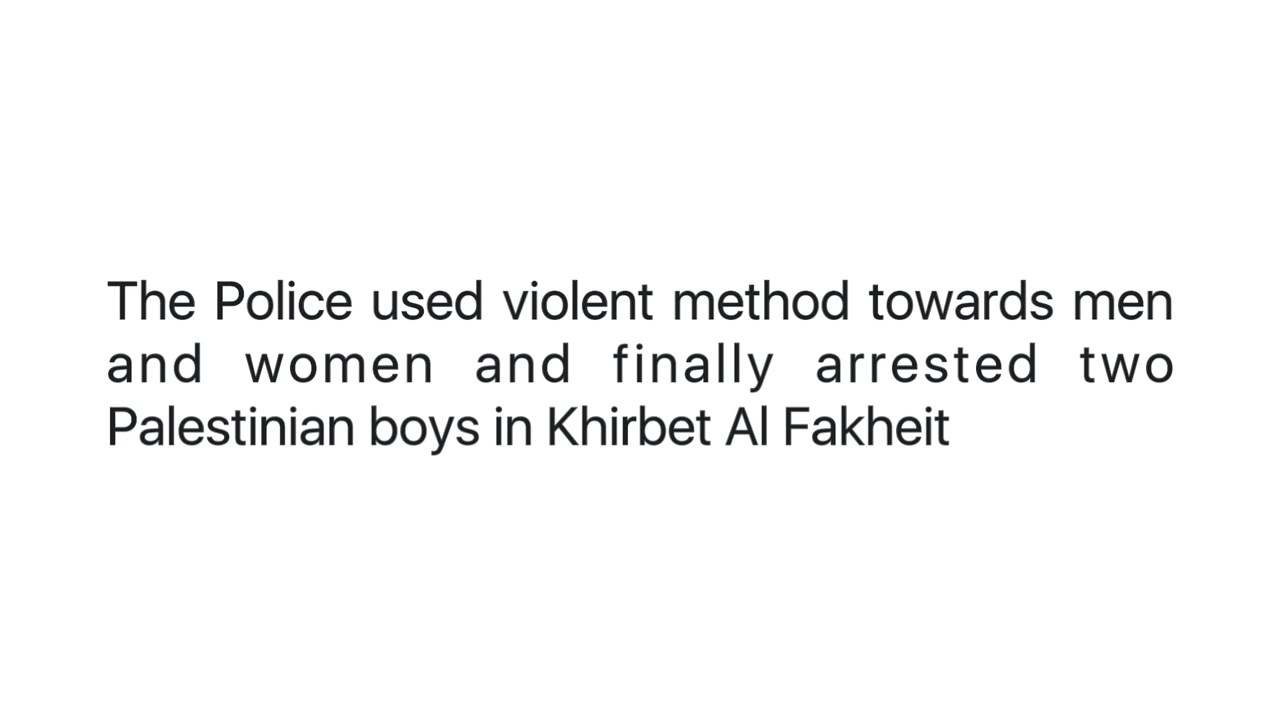 The Police used violent method towards men
and women and finally arrested two
Palestinian boys in Khirbet Al Fakheit